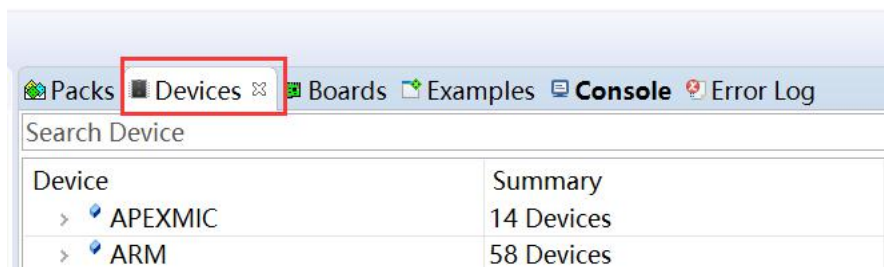 Packs Devices Boards Examples Console Error Log
Search Device
Device Summary
APEXMIC 14 Devices
ARM 58 Devices